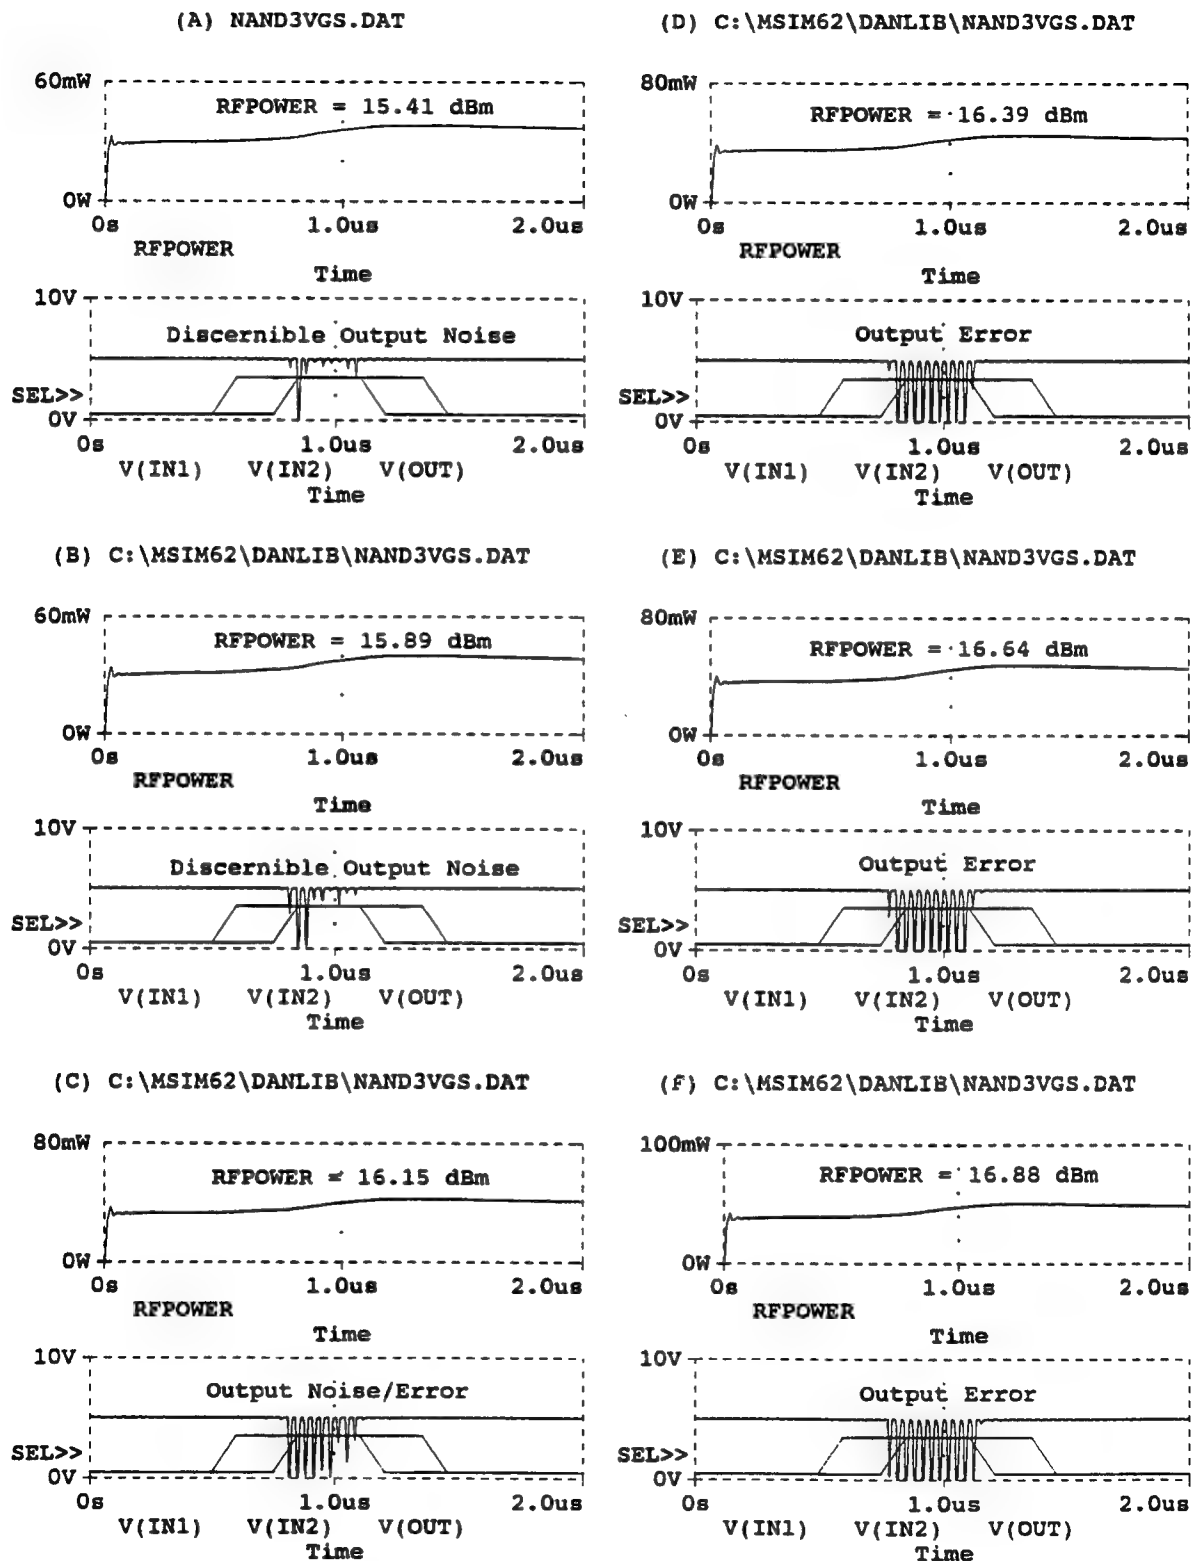 (A) NAND3VGS.DAT
60mW
RFPOWER = 15.41 dBm
0W
0s 1.0us 2.0us
RFPOWER
Time
10V
Discernible Output Noise
SEL>>
0V
0s 1.0us 2.0us
V(IN1) V(IN2) V(OUT)
Time
(B) C:\MSIM62\DANLIB\NAND3VGS.DAT
60mW
RFPOWER = 15.89 dBm
0W
0s 1.0us 2.0us
RFPOWER
Time
10V
Discernible Output Noise
SEL>>
0V
0s 1.0us 2.0us
V(IN1) V(IN2) V(OUT)
Time
(C) C:\MSIM62\DANLIB\NAND3VGS.DAT
80mW
RFPOWER = 16.15 dBm
0W
0s 1.0us 2.0us
RFPOWER
Time
10V
Output Noise/Error
SEL>>
0V
0s 1.0us 2.0us
V(IN1) V(IN2) V(OUT)
Time
(D) C:\MSIM62\DANLIB\NAND3VGS.DAT
80mW
RFPOWER = 16.39 dBm
0W
0s 1.0us 2.0us
RFPOWER
Time
10V
Output Error
SEL>>
0V
0s 1.0us 2.0us
V(IN1) V(IN2) V(OUT)
Time
(E) C:\MSIM62\DANLIB\NAND3VGS.DAT
80mW
RFPOWER = 16.64 dBm
0W
0s 1.0us 2.0us
RFPOWER
Time
10V
Output Error
SEL>>
0V
0s 1.0us 2.0us
V(IN1) V(IN2) V(OUT)
Time
(F) C:\MSIM62\DANLIB\NAND3VGS.DAT
100mW
RFPOWER = 16.88 dBm
0W
0s 1.0us 2.0us
RFPOWER
Time
10V
Output Error
SEL>>
0V
0s 1.0us 2.0us
V(IN1) V(IN2) V(OUT)
Time